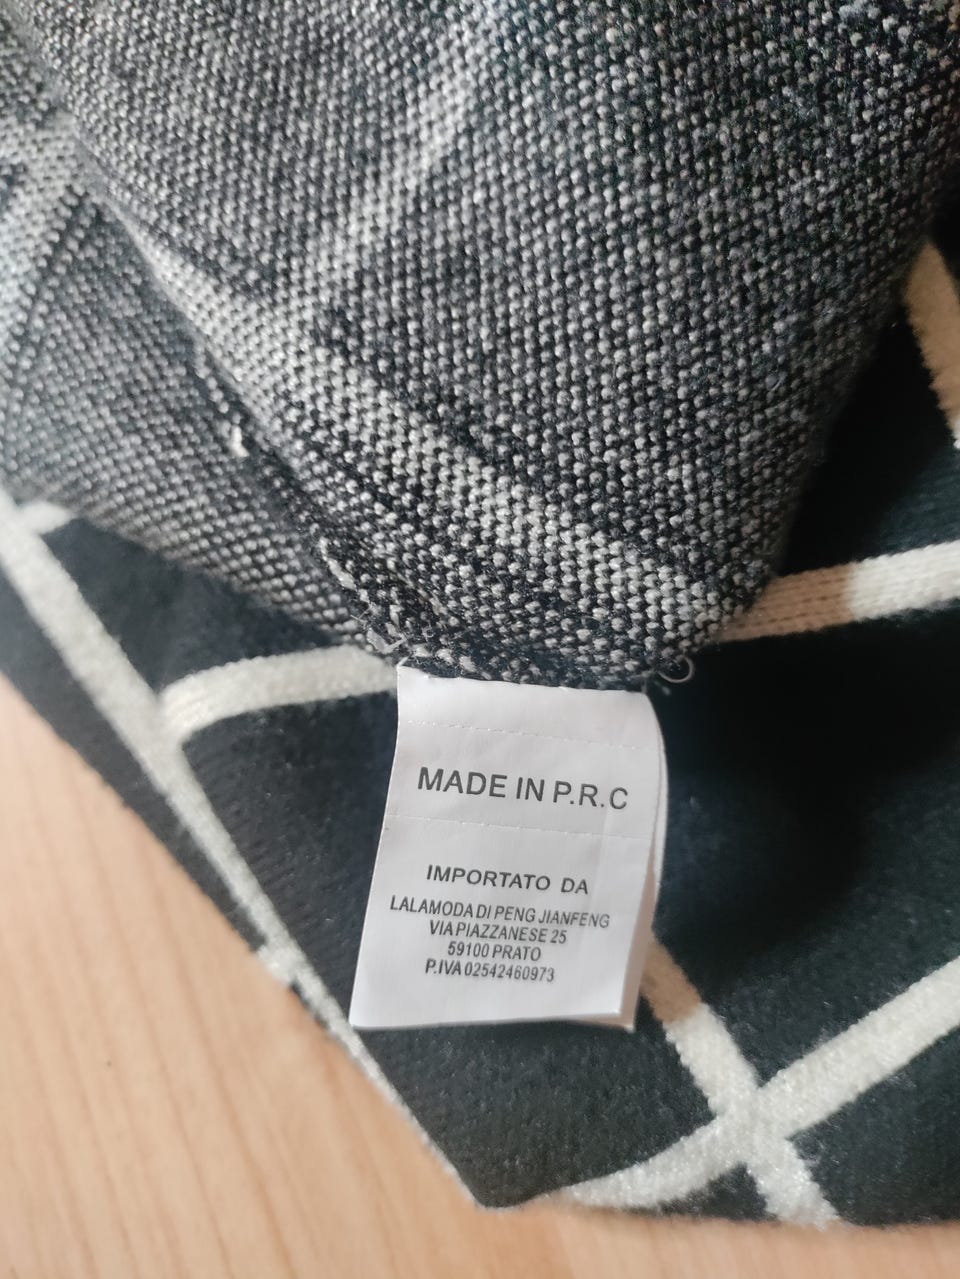 MADE IN P.R.C
IMPORTATO DA
LALAMODA DI PENG JIANFENG
VIA PIAZZANESE 25
59100 PRATO
P.IVA 02542460973